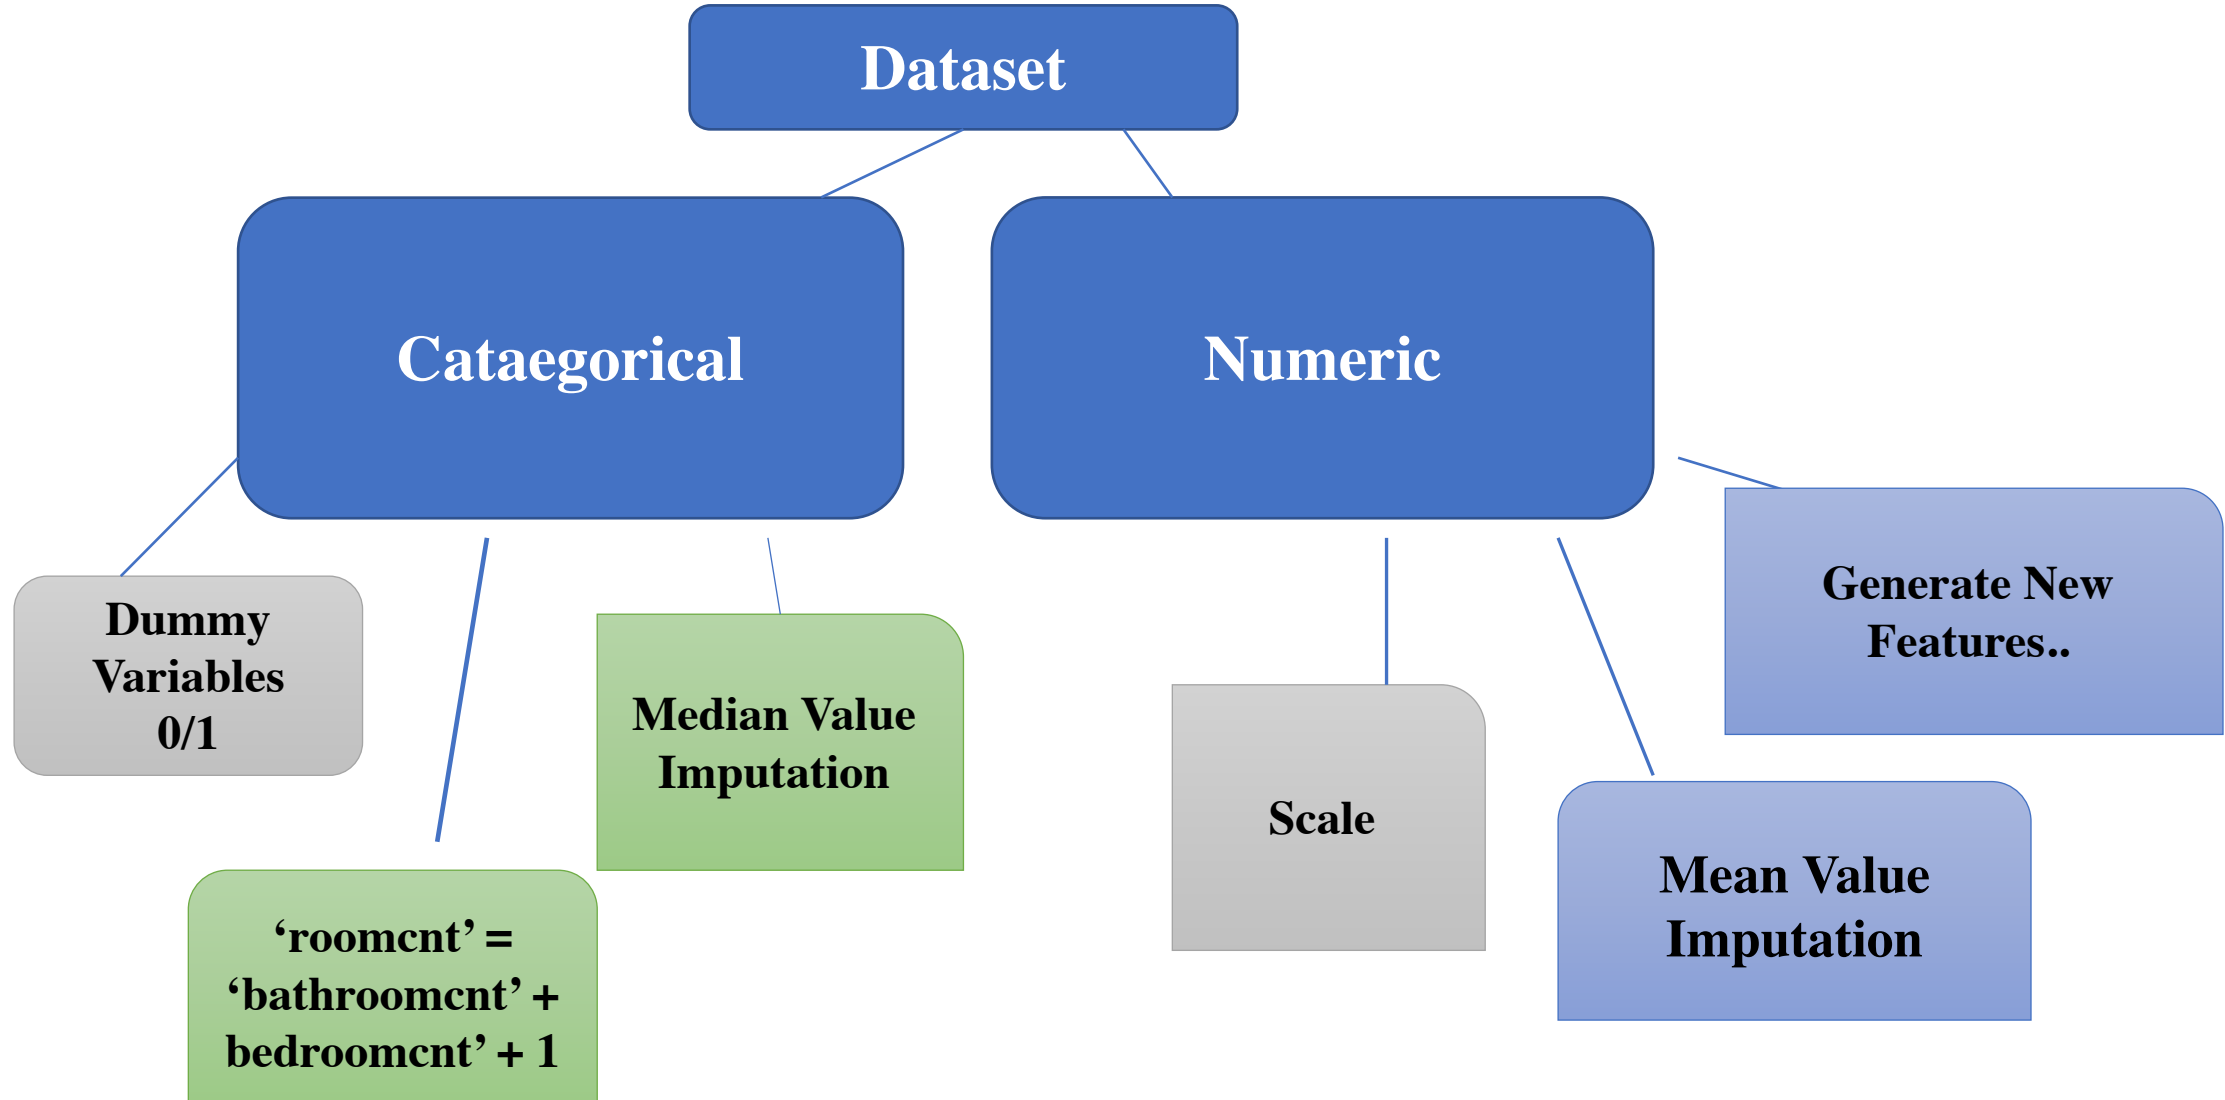 Dataset
Cataegorical
Numeric
Dummy
Variables
0/1
‘roomcnt’ =
‘bathroomcnt’ +
bedroomcnt’ + 1
Median Value
Imputation
Scale
Mean Value
Imputation
Generate New
Features..